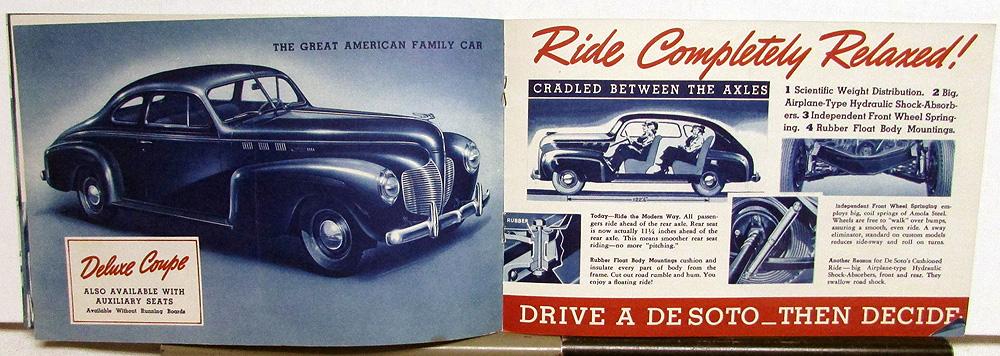 THE GREAT AMERICAN FAMILY CAR
Deluxe Coupe
ALSO AVAILABLE WITH
AUXILIARY SEATS
Available Without Running Boards
Ride Completely Relaxed!
CRADLED BETWEEN THE AXLES
1 Scientific Weight Distribution. 2 Big,
Airplane-Type Hydraulic Shock-Absorb-
ers. 3 Independent Front Wheel Spring-
ing. 4 Rubber Float Body Mountings.
RUBBER
Today—Ride the Modern Way. All passen-
gers ride ahead of the rear axle. Rear seat
is now actually 11¼ inches ahead of the
rear axle. This means smoother rear seat
riding—no more "pitching."
Rubber Float Body Mountings cushion and
insulate every part of body from the
frame. Cut out road rumble and hum. You
enjoy a floating ride!
Independent Front Wheel Springing em-
ploys big, coil springs of Amola Steel.
Wheels are free to "walk" over bumps,
assuring a smooth, even ride. A sway
eliminator, standard on custom models
reduces side-sway and roll on turns.
Another Reason for De Soto's Cushioned
Ride—big Airplane-type Hydraulic
Shock-Absorbers, front and rear. They
swallow road shock.
DRIVE A DE SOTO—THEN DECIDE